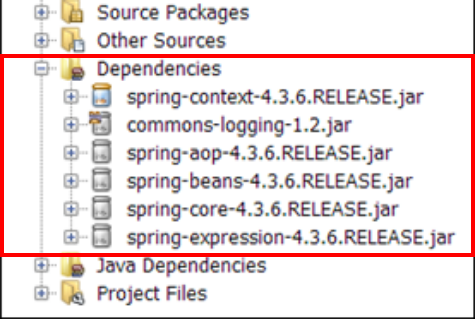 Source Packages
Other Sources
Dependencies
spring-context-4.3.6.RELEASE.jar
commons-logging-1.2.jar
spring-aop-4.3.6.RELEASE.jar
spring-beans-4.3.6.RELEASE.jar
spring-core-4.3.6.RELEASE.jar
spring-expression-4.3.6.RELEASE.jar
Java Dependencies
Project Files